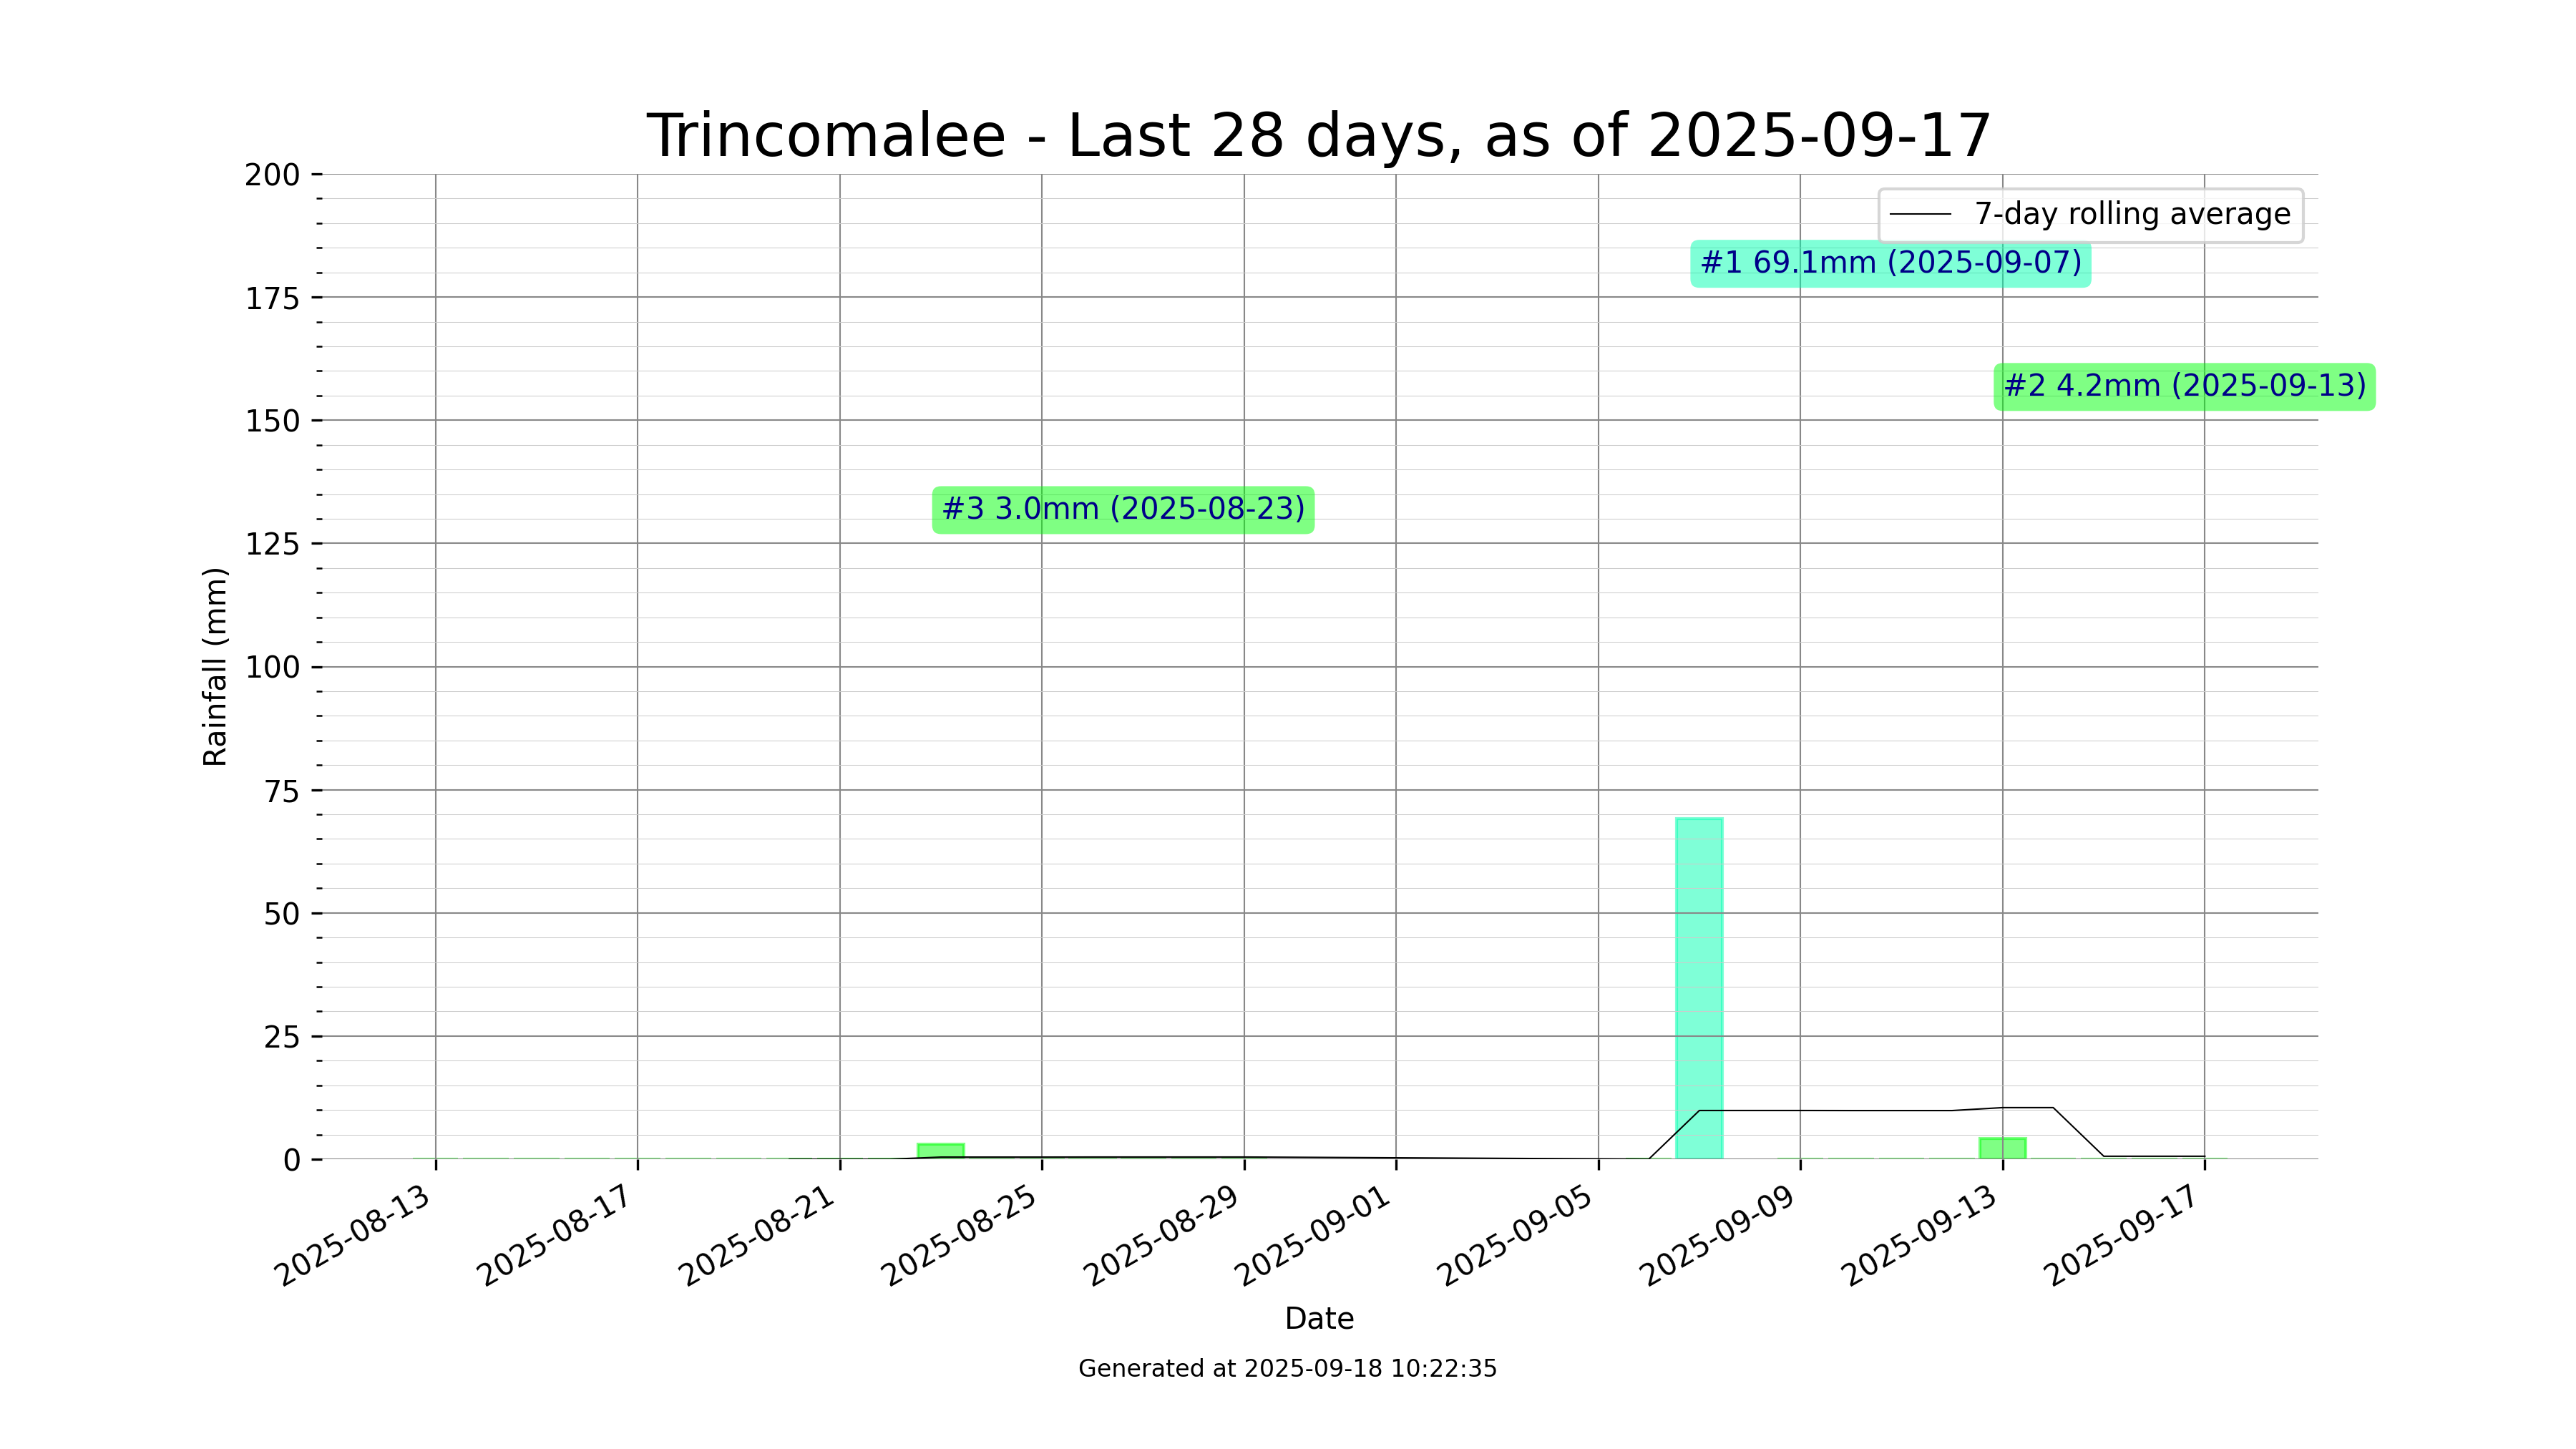 Trincomalee - Last 28 days, as of 2025-09-17
200
175
150
125
100
75
50
25
0
Rainfall (mm)
7-day rolling average
#1 69.1mm (2025-09-07)
#2 4.2mm (2025-09-13)
#3 3.0mm (2025-08-23)
2025-08-13
2025-08-17
2025-08-21
2025-08-25
2025-08-29
2025-09-01
2025-09-05
2025-09-09
2025-09-13
2025-09-17
Date
Generated at 2025-09-18 10:22:35